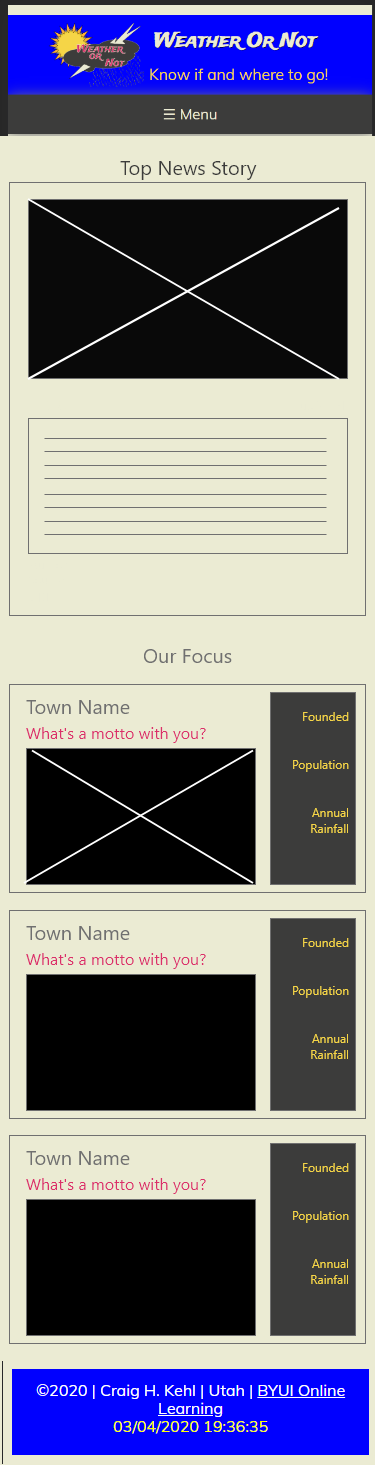 WEATHER OR NOT
WEATHER OR NOT
Know if and where to go!
☰ Menu
Top News Story
Our Focus
Town Name
What's a motto with you?
Founded
Population
Annual
Rainfall
Town Name
What's a motto with you?
Founded
Population
Annual
Rainfall
Town Name
What's a motto with you?
Founded
Population
Annual
Rainfall
©2020 | Craig H. Kehl | Utah | BYUI Online
Learning
03/04/2020 19:36:35